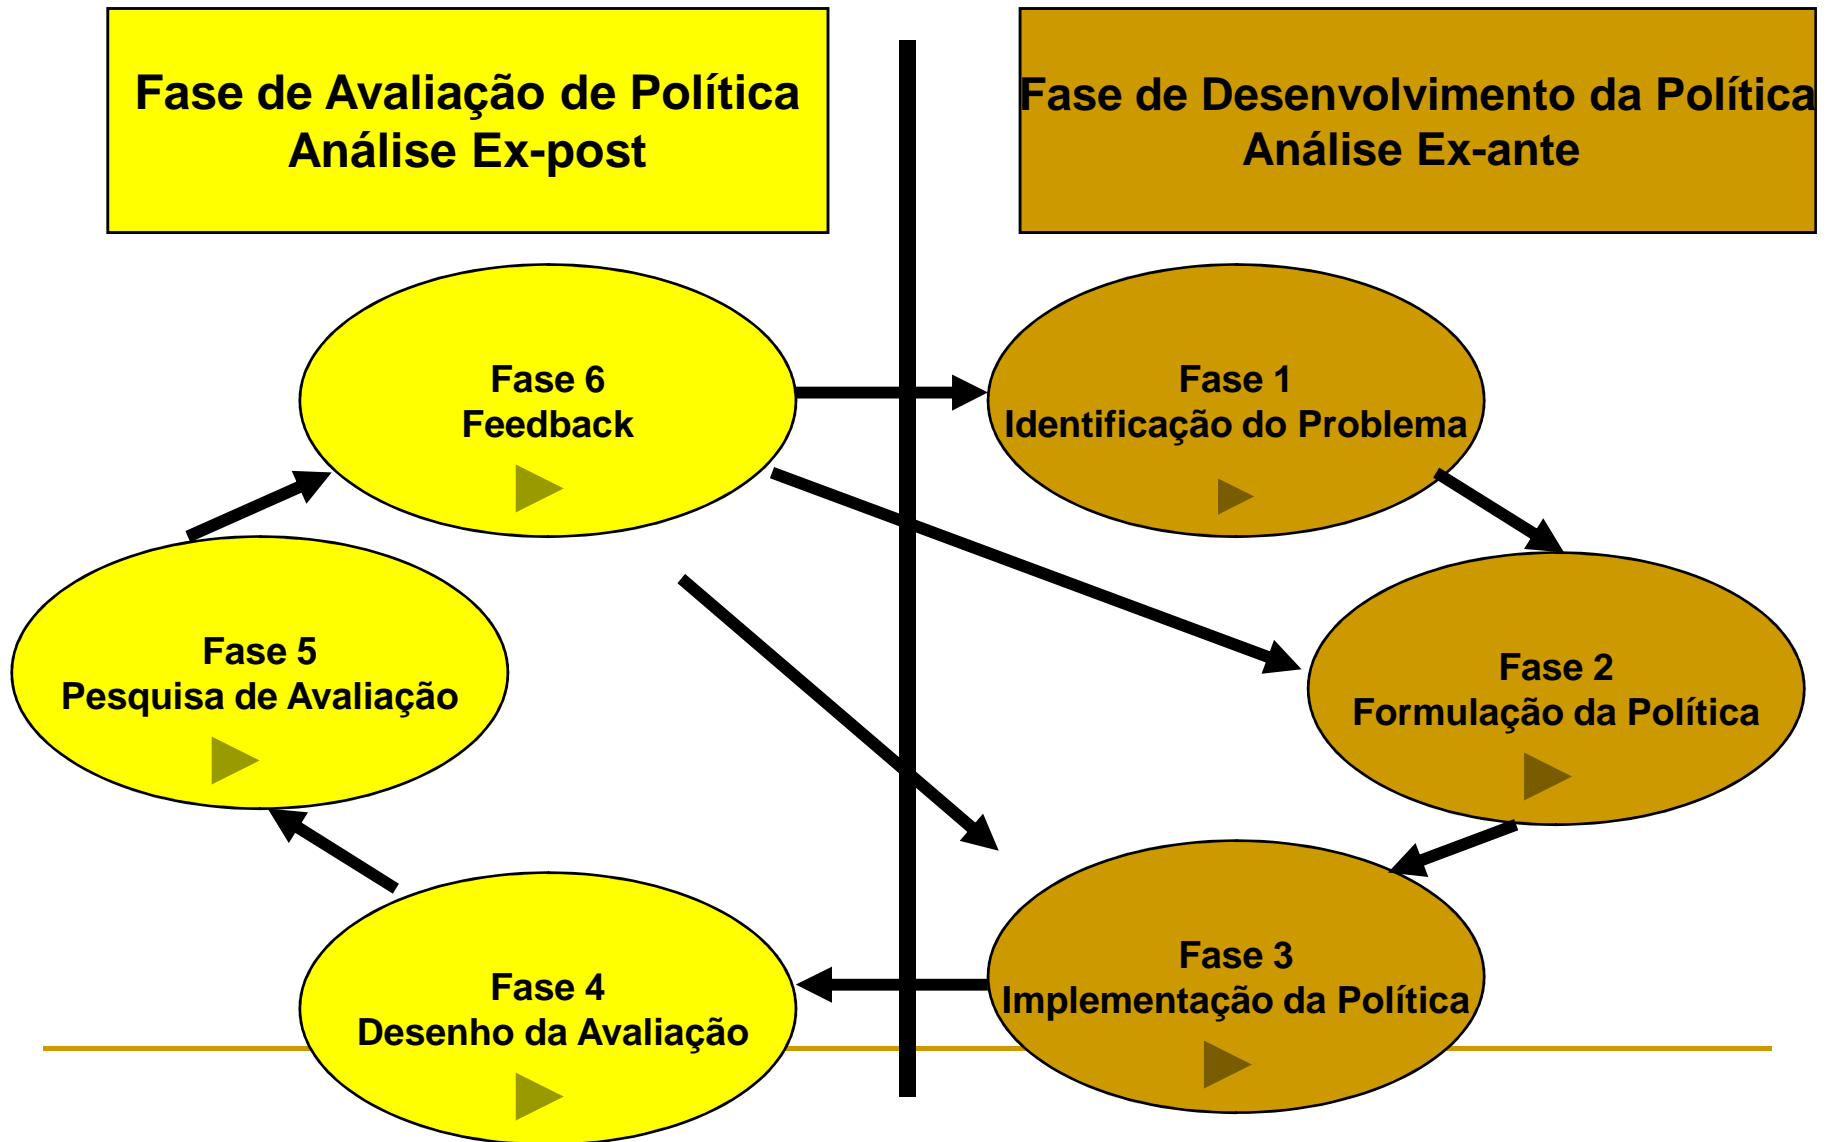 Fase de Avaliação de Política
Análise Ex-post
Fase de Desenvolvimento da Política
Análise Ex-ante
Fase 6
Feedback
Fase 1
Identificação do Problema
Fase 5
Pesquisa de Avaliação
Fase 2
Formulação da Política
Fase 4
Desenho da Avaliação
Fase 3
Implementação da Política